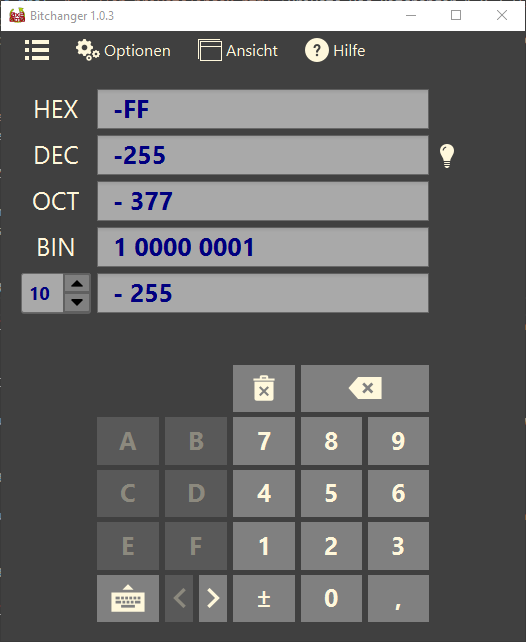 Bitchanger 1.0.3
Optionen Ansicht ? Hilfe
HEX -FF
DEC -255
OCT - 377
BIN 1 0000 0001
10 - 255
7 8 9
A B
4 5 6
C D
1 2 3
E F
± 0 ,